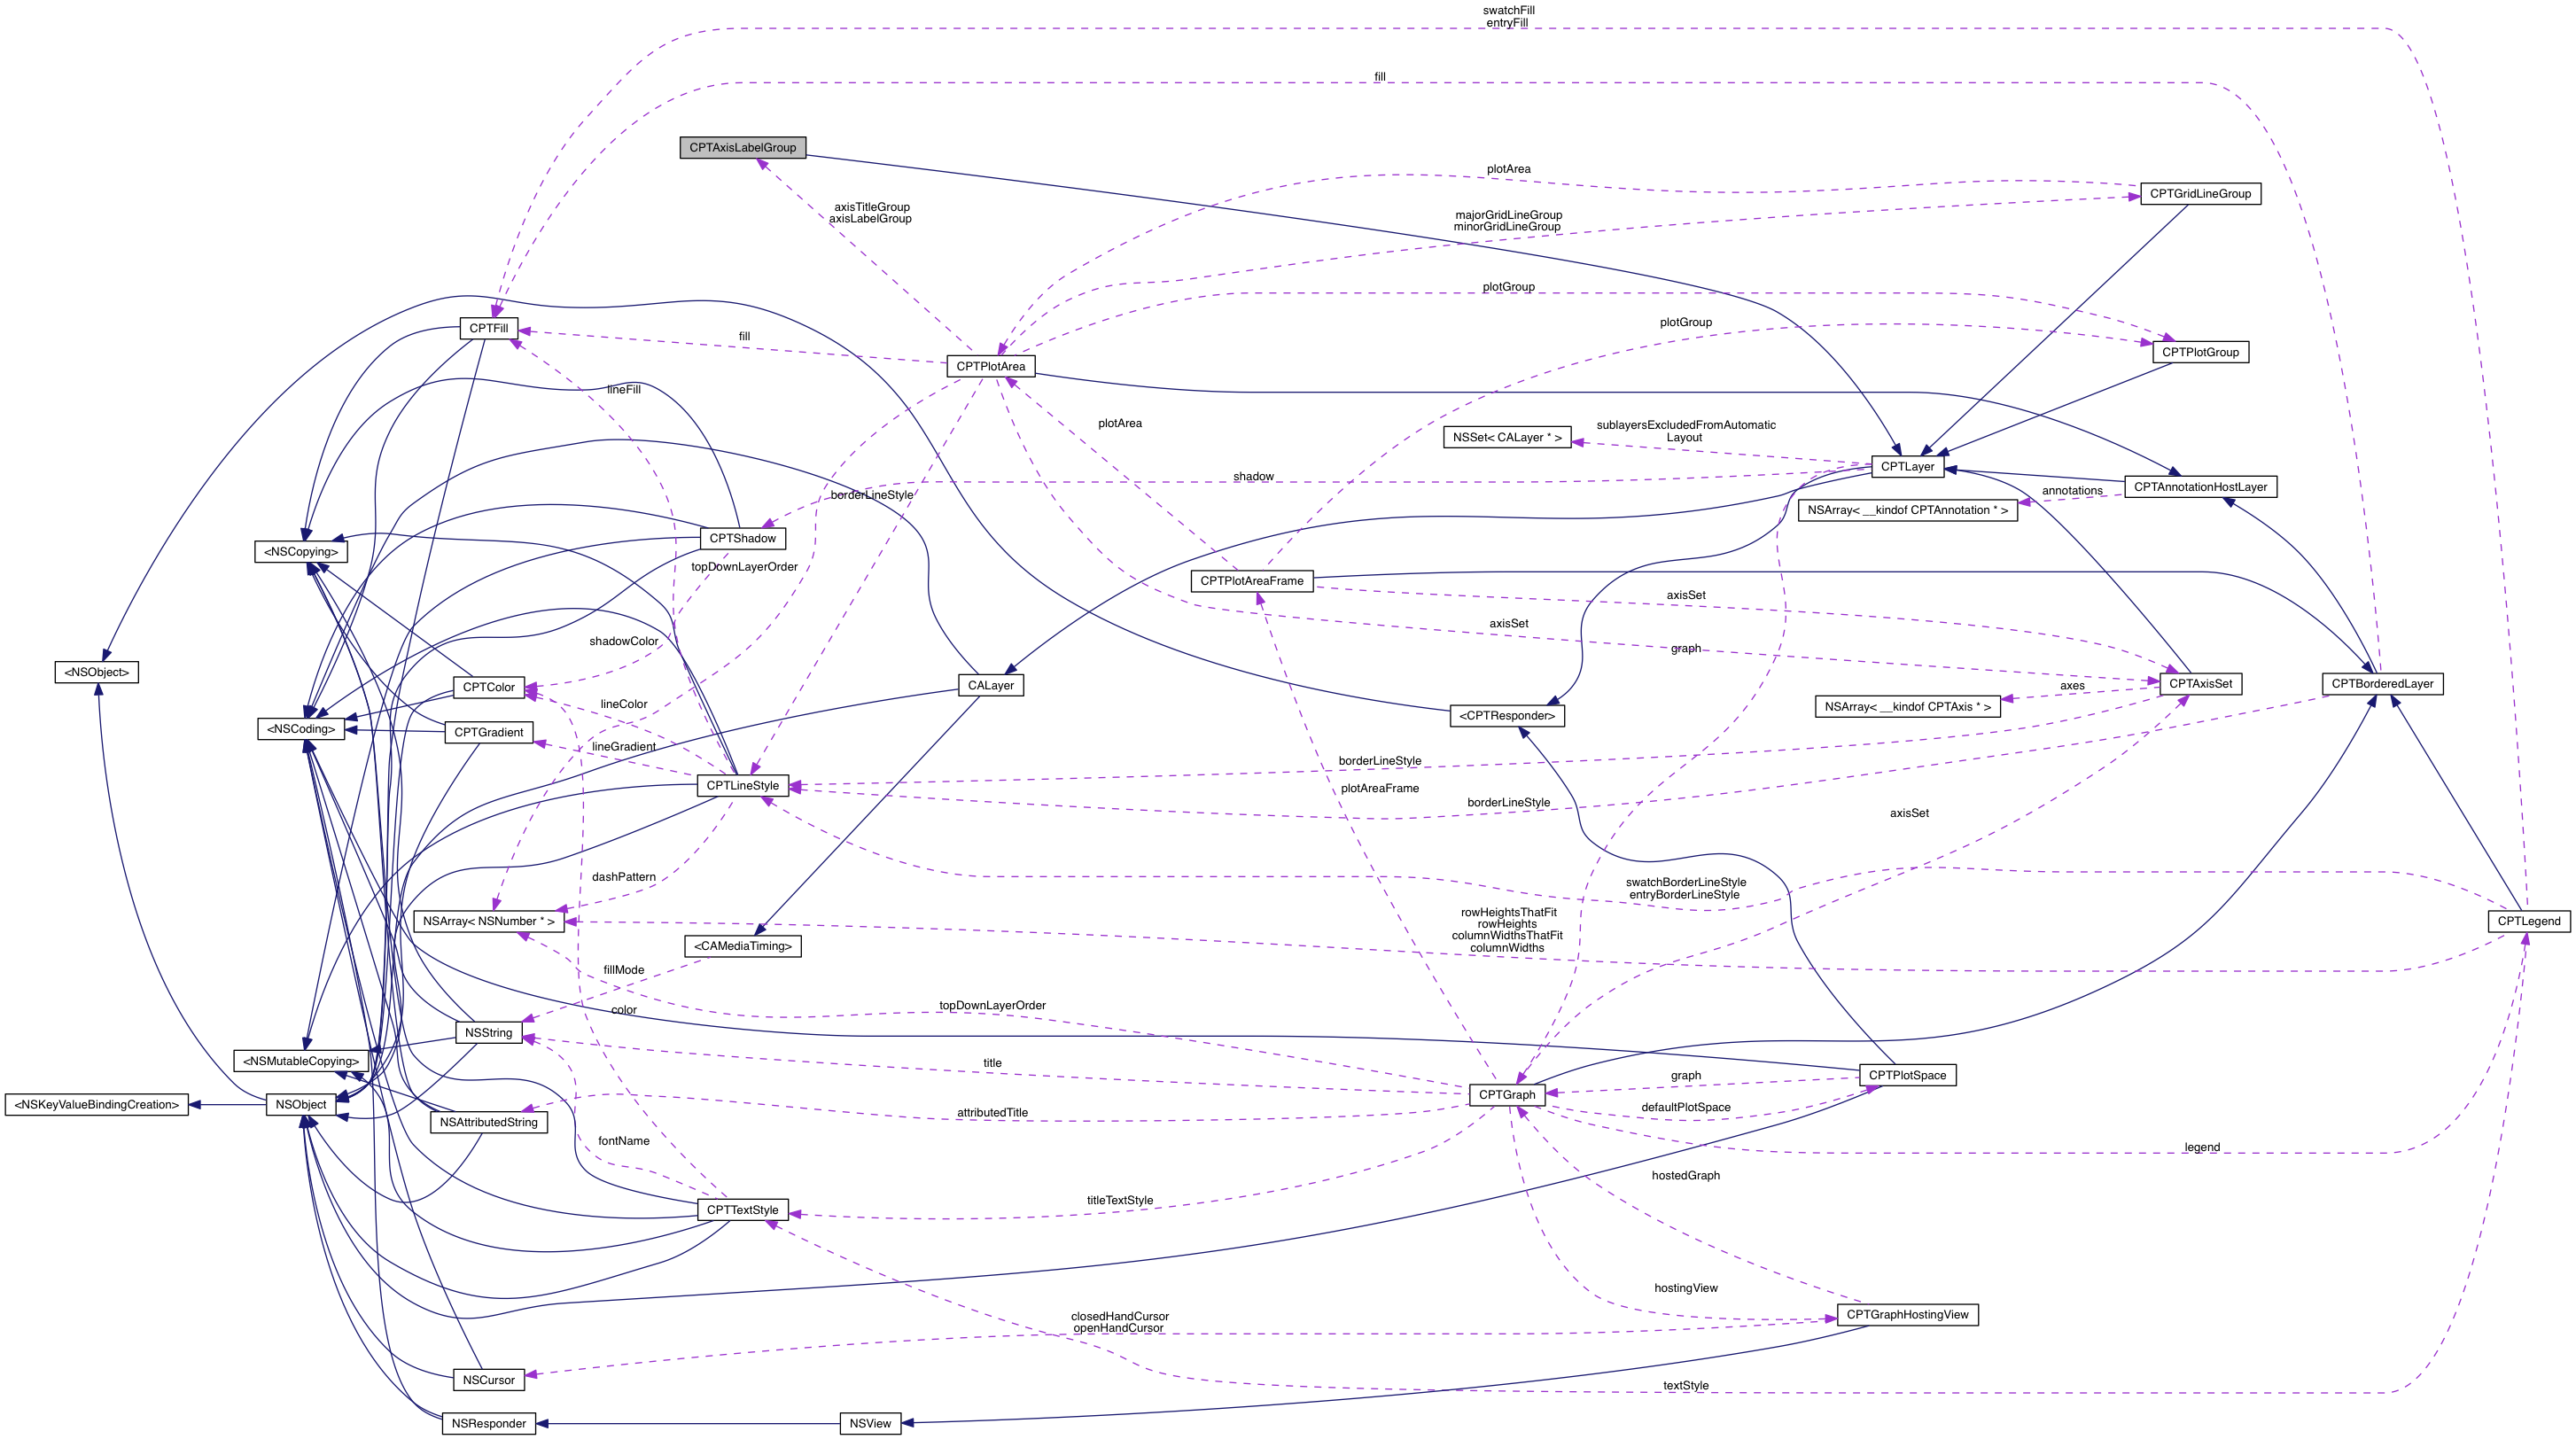 swatchFill
entryFill
fill
CPTAxisLabelGroup
plotArea
CPTGridLineGroup
axisTitleGroup
axisLabelGroup
majorGridLineGroup
minorGridLineGroup
plotGroup
plotGroup
CPTFill
fill
CPTPlotArea
CPTPlotGroup
lineFill
plotArea
sublayersExcludedFromAutomatic
Layout
NSSet< CALayer * >
CPTLayer
shadow
CPTAnnotationHostLayer
annotations
NSArray< __kindof CPTAnnotation * >
borderLineStyle
CPTShadow
<NSCopying>
topDownLayerOrder
CPTPlotAreaFrame
axisSet
axisSet
shadowColor
graph
<NSObject>
CPTColor
CALayer
CPTAxisSet
CPTBorderedLayer
axes
NSArray< __kindof CPTAxis * >
lineColor
<CPTResponder>
<NSCoding>
CPTGradient
lineGradient
borderLineStyle
CPTLineStyle
plotAreaFrame
borderLineStyle
axisSet
dashPattern
swatchBorderLineStyle
entryBorderLineStyle
NSArray< NSNumber * >
rowHeightsThatFit
rowHeights
columnWidthsThatFit
columnWidths
CPTLegend
<CAMediaTiming>
fillMode
topDownLayerOrder
color
NSString
<NSMutableCopying>
title
graph
CPTPlotSpace
CPTGraph
<NSKeyValueBindingCreation>
NSObject
defaultPlotSpace
attributedTitle
NSAttributedString
fontName
legend
hostedGraph
titleTextStyle
CPTTextStyle
hostingView
closedHandCursor
openHandCursor
CPTGraphHostingView
NSCursor
textStyle
NSResponder
NSView